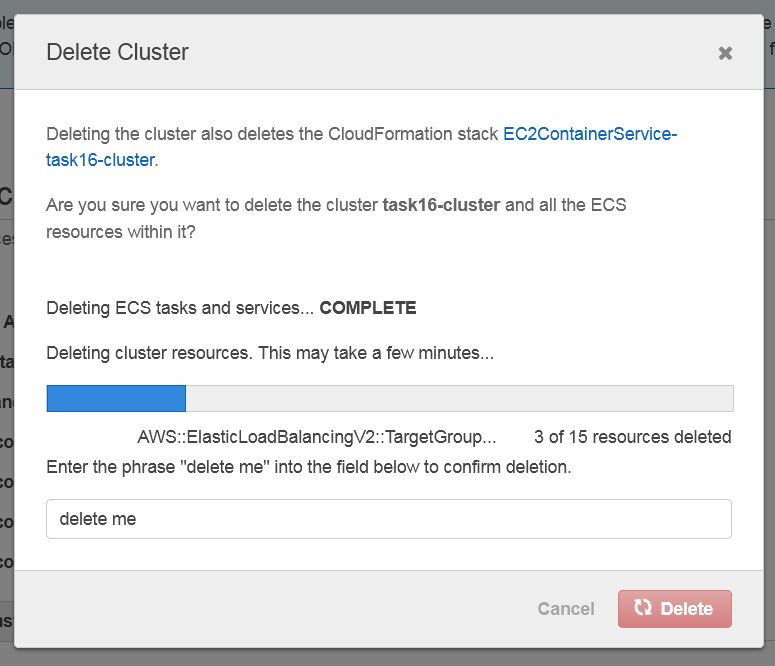 Delete Cluster
Deleting the cluster also deletes the CloudFormation stack EC2ContainerService-
task16-cluster.
Are you sure you want to delete the cluster task16-cluster and all the ECS
resources within it?
Deleting ECS tasks and services... COMPLETE
Deleting cluster resources. This may take a few minutes...
AWS::ElasticLoadBalancingV2::TargetGroup... 3 of 15 resources deleted
Enter the phrase "delete me" into the field below to confirm deletion.
delete me
Cancel Delete